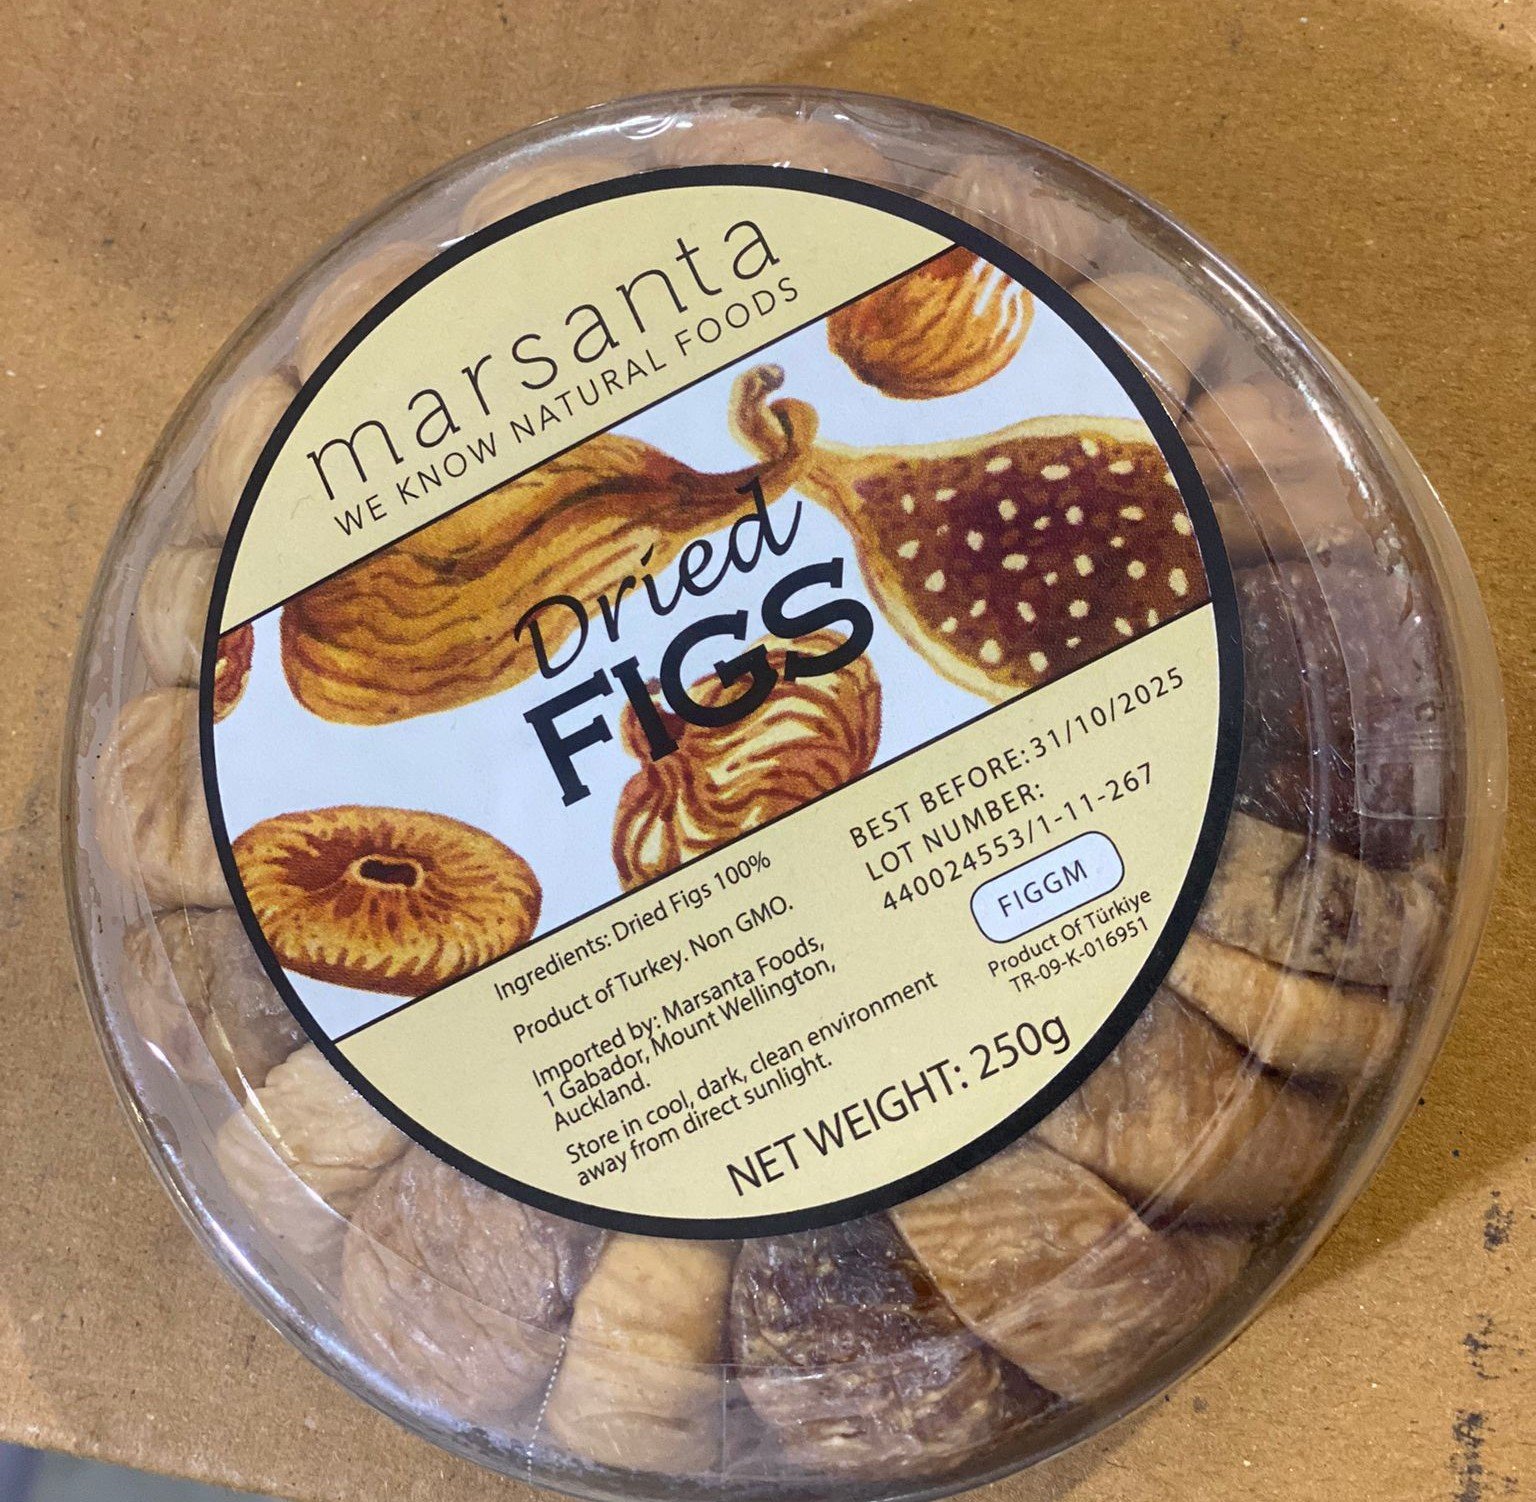 marsanta
WE KNOW NATURAL FOODS
Dried
FIGS
Ingredients: Dried Figs 100%
Product of Turkey. Non GMO.
Imported by: Marsanta Foods,
1 Gabador, Mount Wellington,
Auckland.
Store in cool, dark, clean environment
away from direct sunlight.
BEST BEFORE: 31/10/2025
LOT NUMBER:
440024553/1-11-267
FIGGM
Product Of Türkiye
TR-09-K-016951
NET WEIGHT: 250g